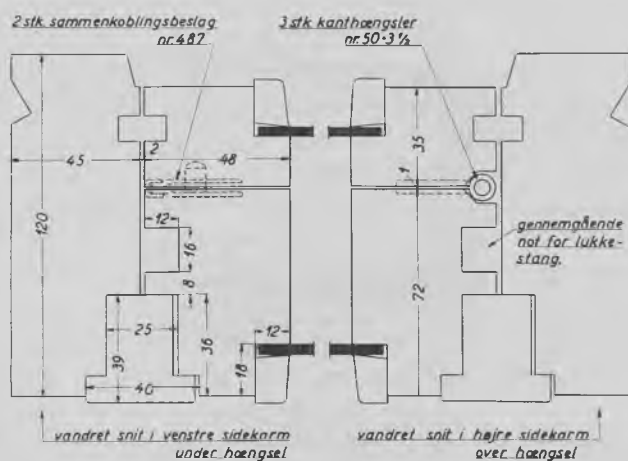 2 stk. sammenkoblingsbeslag
nr. 487
3 stk kanthængsler
nr. 50·3½
45
2
48
120
12
16
8
25
39
36
40
12
18
1
35
72
gennemgående
not for lukke-
stang.
vandret snit i venstre sidekarm
under hængsel
vandret snit i højre sidekarm
over hængsel